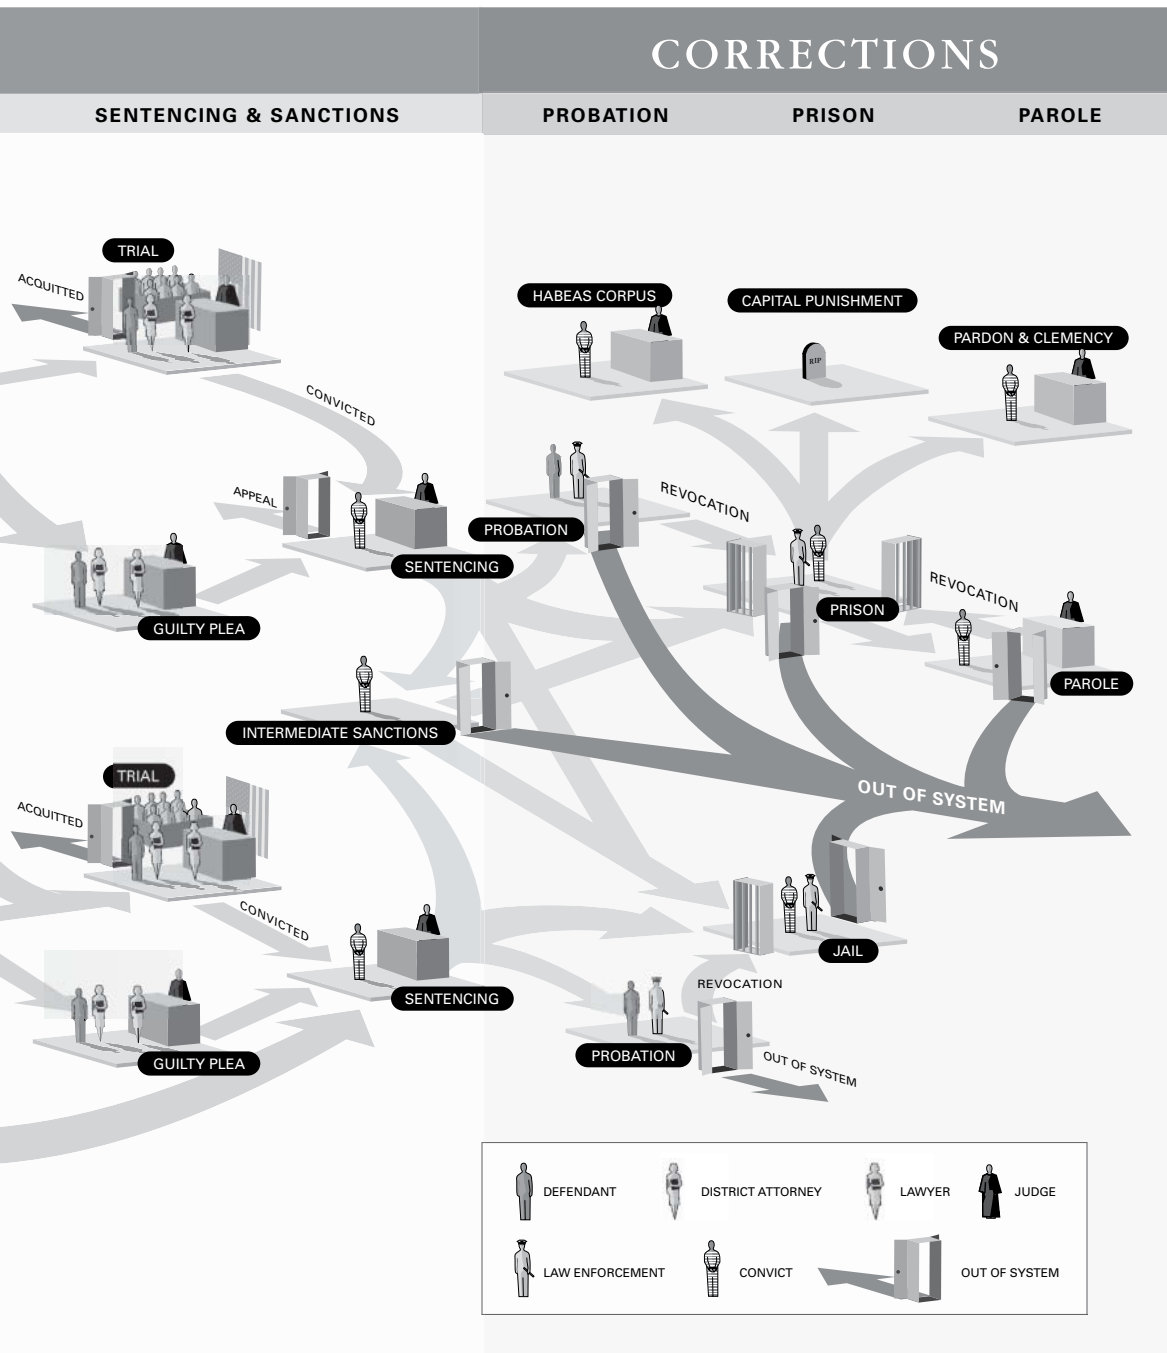 CORRECTIONS
SENTENCING & SANCTIONS
PROBATION
PRISON
PAROLE
TRIAL
ACQUITTED
CONVICTED
HABEAS CORPUS
CAPITAL PUNISHMENT
RIP
PARDON & CLEMENCY
APPEAL
SENTENCING
GUILTY PLEA
PROBATION
REVOCATION
PRISON
REVOCATION
PAROLE
INTERMEDIATE SANCTIONS
OUT OF SYSTEM
TRIAL
ACQUITTED
CONVICTED
SENTENCING
GUILTY PLEA
JAIL
REVOCATION
PROBATION
OUT OF SYSTEM
DEFENDANT
DISTRICT ATTORNEY
LAWYER
JUDGE
LAW ENFORCEMENT
CONVICT
OUT OF SYSTEM